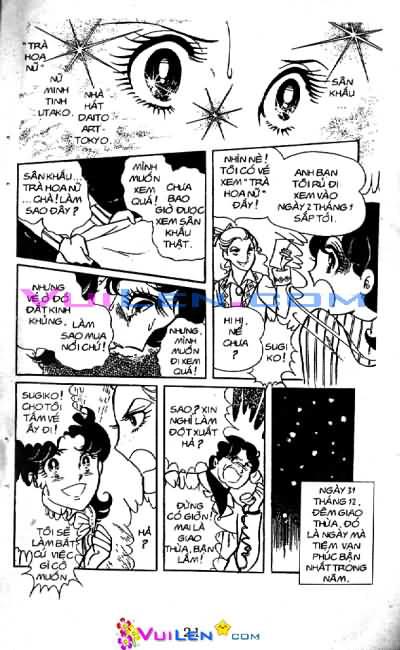 "TRÀ
HOA
NỮ"
NỮ
MINH
TINH
UTAKO.
NHÀ
HÁT
DAITO
ART-
TOKYO.
SÂN
KHẤU
...
SÂN KHẤU...
TRÀ HOA NỮ"
... CHÀ! LÀM
SAO ĐÂY?
MÌNH
MUỐN
XEM
QUÁ!
CHƯA
BAO
GIỜ ĐƯỢC
XEM SÂN
KHẤU
THẬT.
NHÌN NÈ!
TÔI CÓ VÉ
XEM "TRÀ
HOA NỮ"
ĐÂY!
ANH BẠN
TÔI RỦ ĐI
XEM VÀO
NGÀY 2 THÁNG 1
SẮP TỚI.
HI HI,
NỂ
CHƯA?
SUGI
KO!
NHƯNG
VÉ Ở ĐÓ
ĐẮT KINH
KHỦNG.
LÀM
SAO MUA
NỔI CHỨ!
NHƯNG,
MÌNH
MUỐN
ĐI XEM
QUÁ!
VUILEN.COM
SUGIKO!
CHO TÔI
TẤM VÉ
ẤY ĐI!
TÔI SẼ
LÀM BẤT
CỨ VIỆC
GÌ CÔ
MUỐN
HẢ?
SAO? XIN
NGHỈ LÀM
ĐỘT XUẤT
HẢ?
ĐỪNG
CÓ GIỠN!
MAI LÀ
GIAO
THỪA, BẬN
LẮM!
NGÀY 31
THÁNG 12,
ĐÊM GIAO
THỪA, ĐÓ
LÀ NGÀY MÀ
TIỆM VẠN
PHÚC BẬN
NHẤT TRONG
NĂM.
21
VUILEN.COM